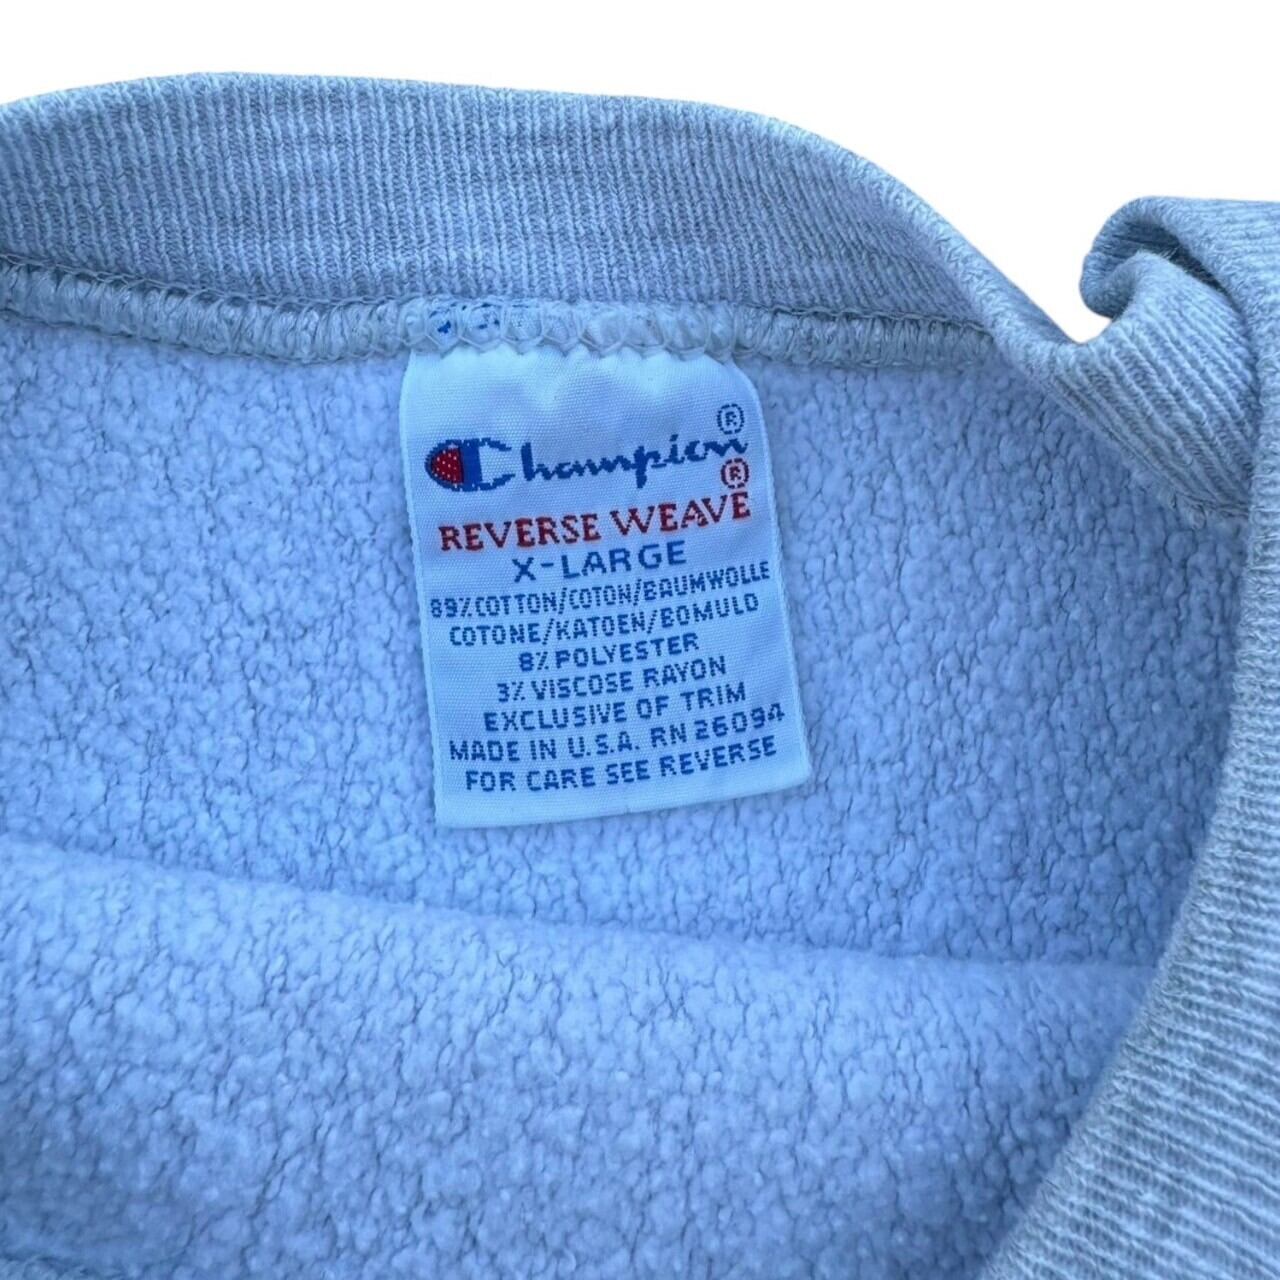 Champion®
REVERSE WEAVE®
X-LARGE
89% COTTON/COTON/BAUMWOLLE
COTONE/KATOEN/BOMULD
8% POLYESTER
3% VISCOSE RAYON
EXCLUSIVE OF TRIM
MADE IN U.S.A. RN 26094
FOR CARE SEE REVERSE